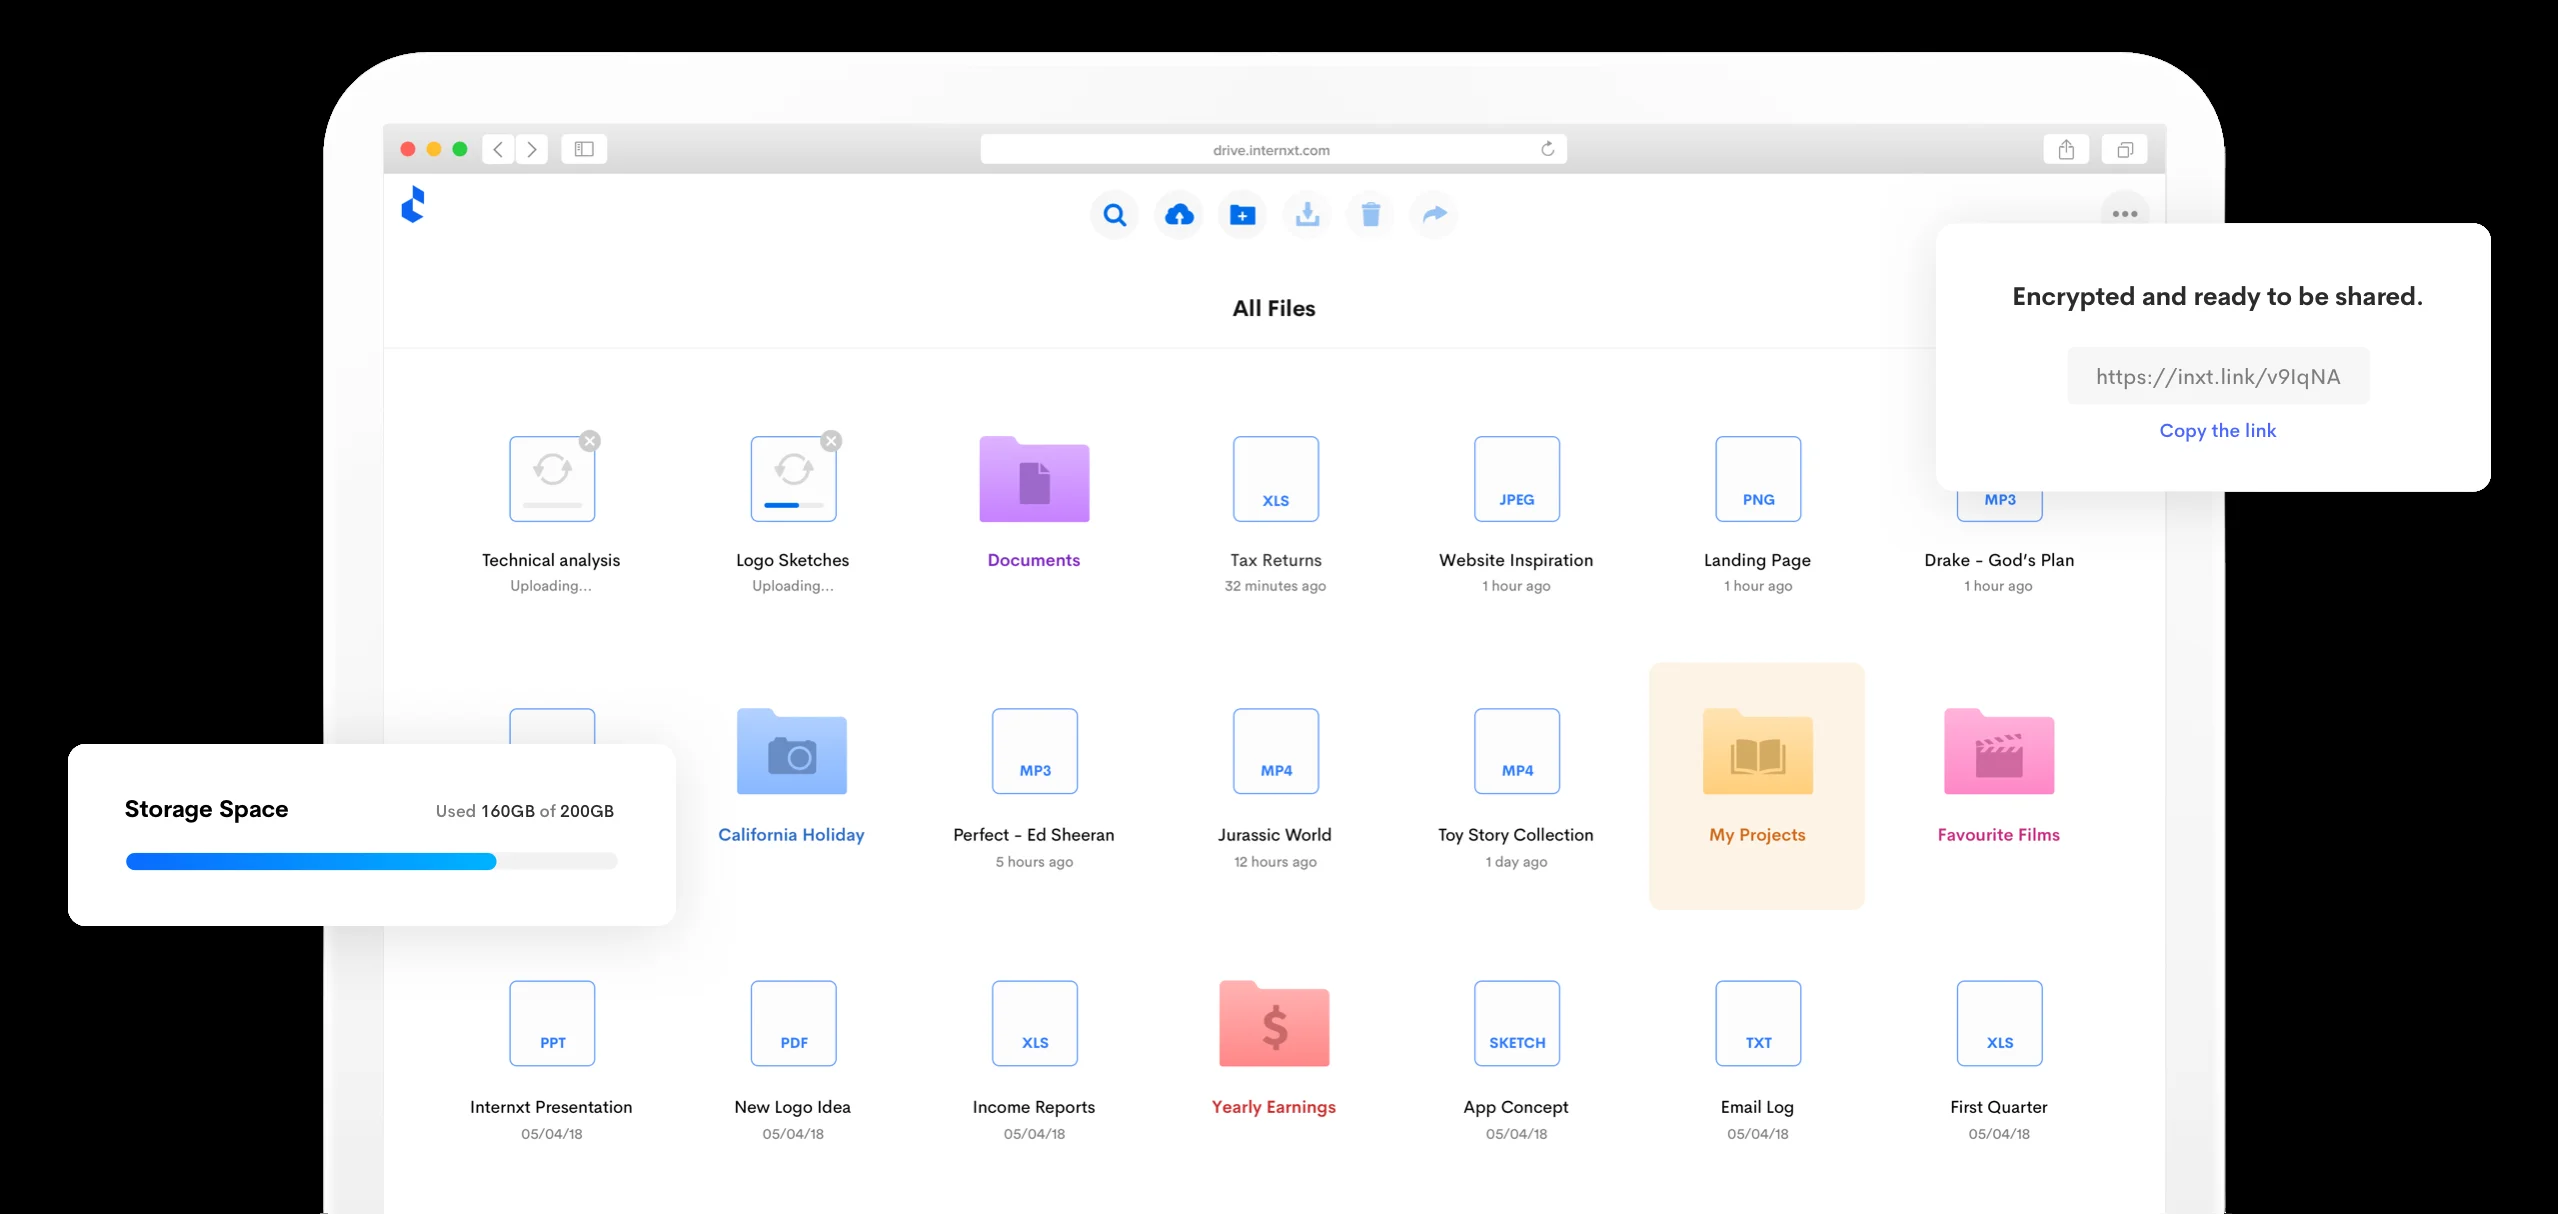 drive.internxt.com
All Files
Encrypted and ready to be shared.
https://inxt.link/v9IqNA
Copy the link
XLS
JPEG
PNG
MP3
Technical analysis
Uploading...
Logo Sketches
Uploading...
Documents
Tax Returns
32 minutes ago
Website Inspiration
1 hour ago
Landing Page
1 hour ago
Drake - God's Plan
1 hour ago
Storage Space
Used 160GB of 200GB
California Holiday
MP3
Perfect - Ed Sheeran
5 hours ago
MP4
Jurassic World
12 hours ago
MP4
Toy Story Collection
1 day ago
My Projects
Favourite Films
PPT
Internxt Presentation
05/04/18
PDF
New Logo Idea
05/04/18
XLS
Income Reports
05/04/18
$
Yearly Earnings
SKETCH
App Concept
05/04/18
TXT
Email Log
05/04/18
XLS
First Quarter
05/04/18